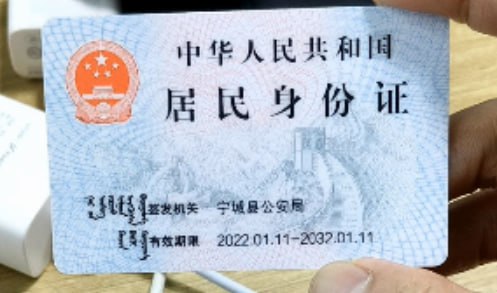 中华人民共和国
居民身份证
签发机关 宁城县公安局
有效期限 2022.01.11-2032.01.11